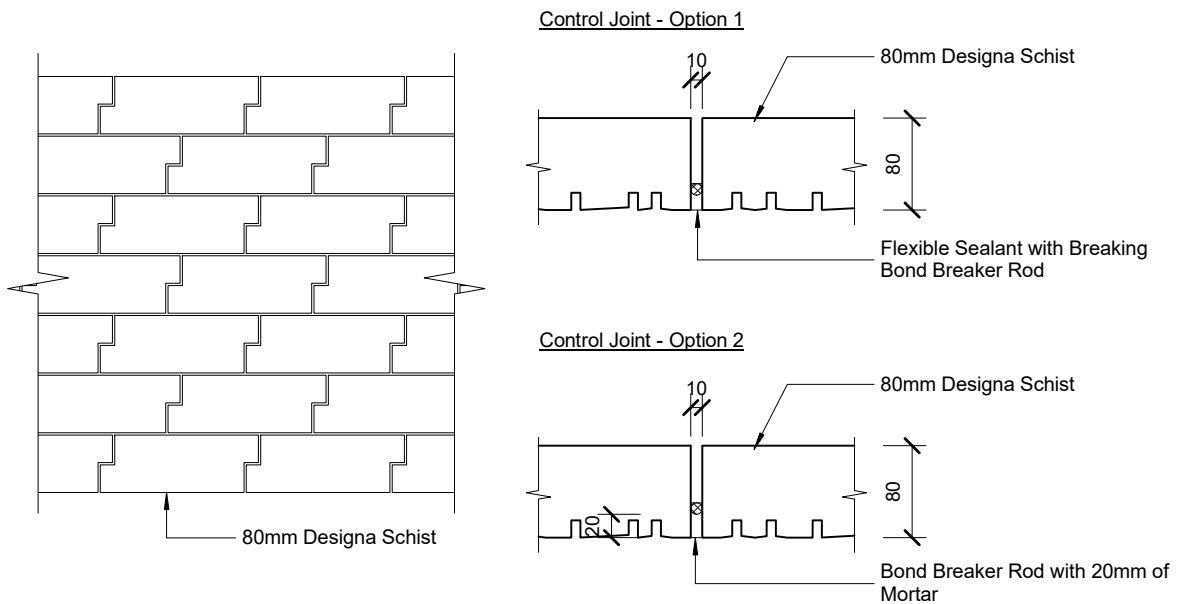 80mm Designa Schist
Control Joint - Option 1
10
80mm Designa Schist
80
Flexible Sealant with Breaking
Bond Breaker Rod
Control Joint - Option 2
10
80mm Designa Schist
80
20
Bond Breaker Rod with 20mm of
Mortar